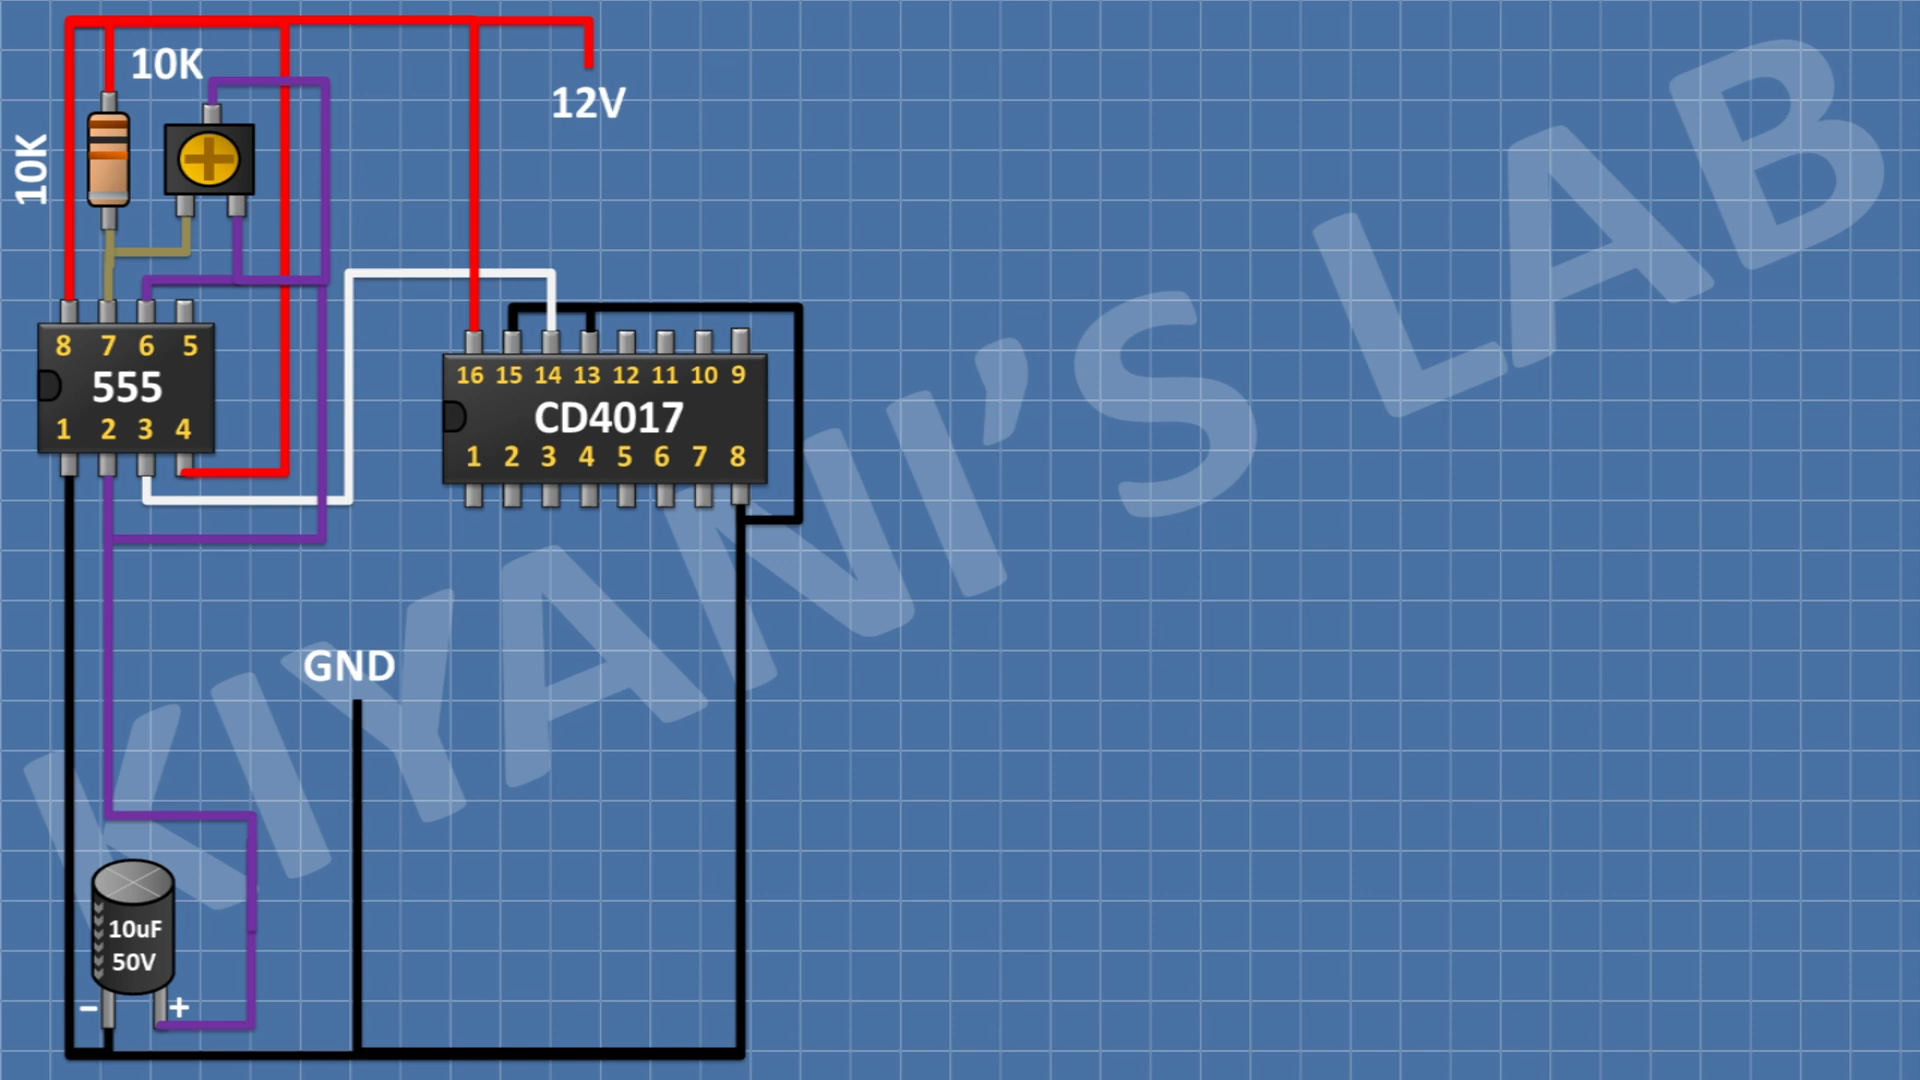 10K
10K
12V
8 7 6 5
555
1 2 3 4
16 15 14 13 12 11 10 9
CD4017
1 2 3 4 5 6 7 8
GND
10uF
50V
- +
KIYANI'S LAB